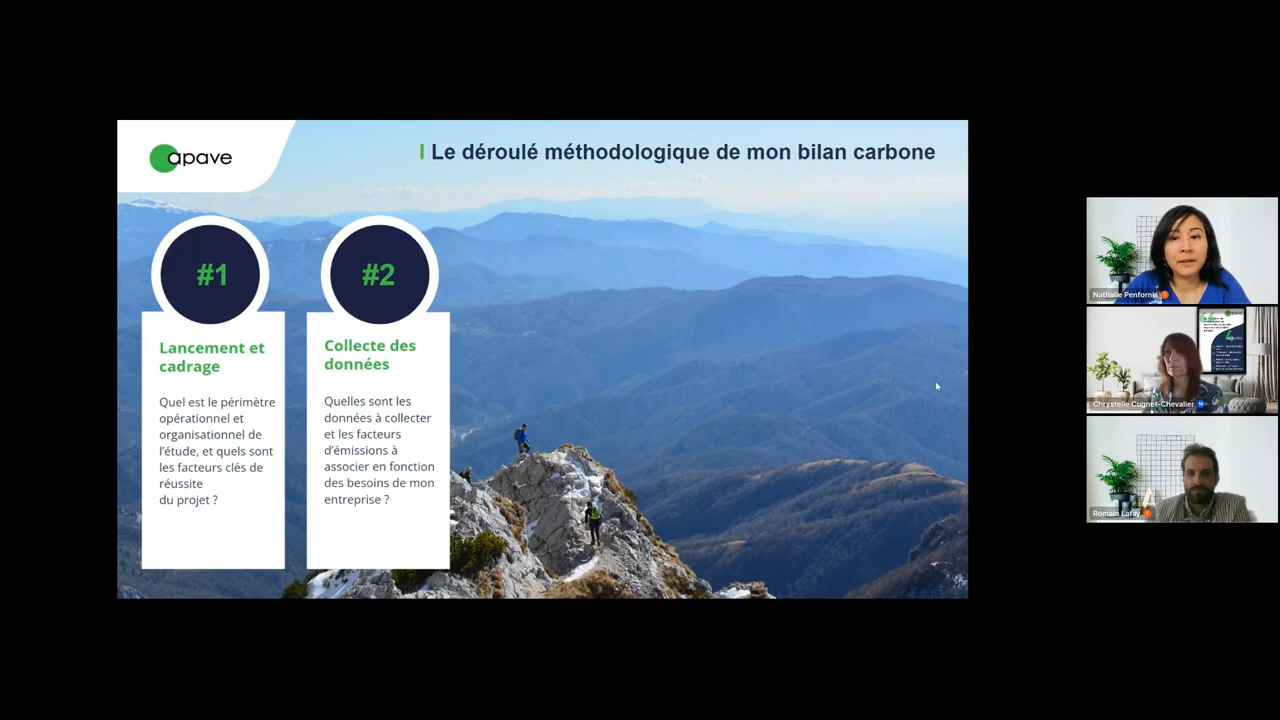 apave
Le déroulé méthodologique de mon bilan carbone
#1
Lancement et
cadrage
Quel est le périmètre
opérationnel et
organisationnel de
l'étude, et quels sont
les facteurs clés de
réussite
du projet ?
#2
Collecte des
données
Quelles sont les
données à collecter
et les facteurs
d'émissions à
associer en fonction
des besoins de mon
entreprise ?
Nathalie Penfornis
Chrystelle Cugnet-Chevalier
Romain Lafay